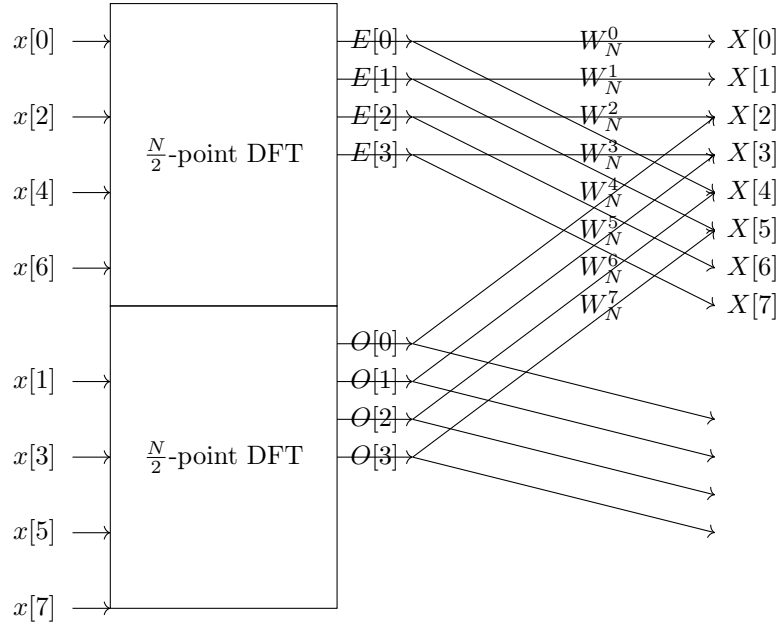 x[0] E[0] W_N^0 X[0]
E[1] W_N^1 X[1]
x[2] E[2] W_N^2 X[2]
N/2-point DFT E[3] W_N^3 X[3]
x[4] W_N^4 X[4]
W_N^5 X[5]
x[6] W_N^6 X[6]
W_N^7 X[7]
O[0]
x[1] O[1]
O[2]
x[3] N/2-point DFT O[3]
x[5]
x[7]